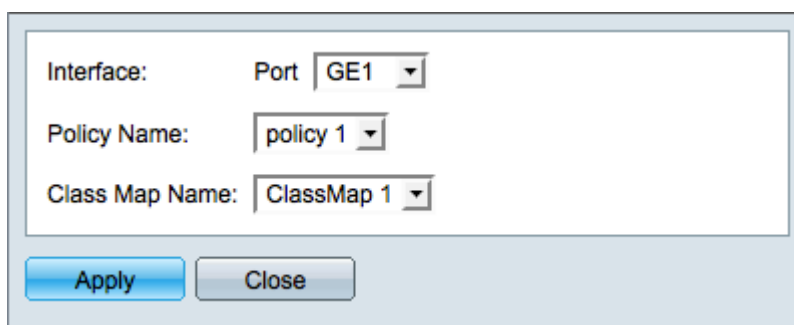 Interface: Port GE1
Policy Name: policy 1
Class Map Name: ClassMap 1
Apply Close